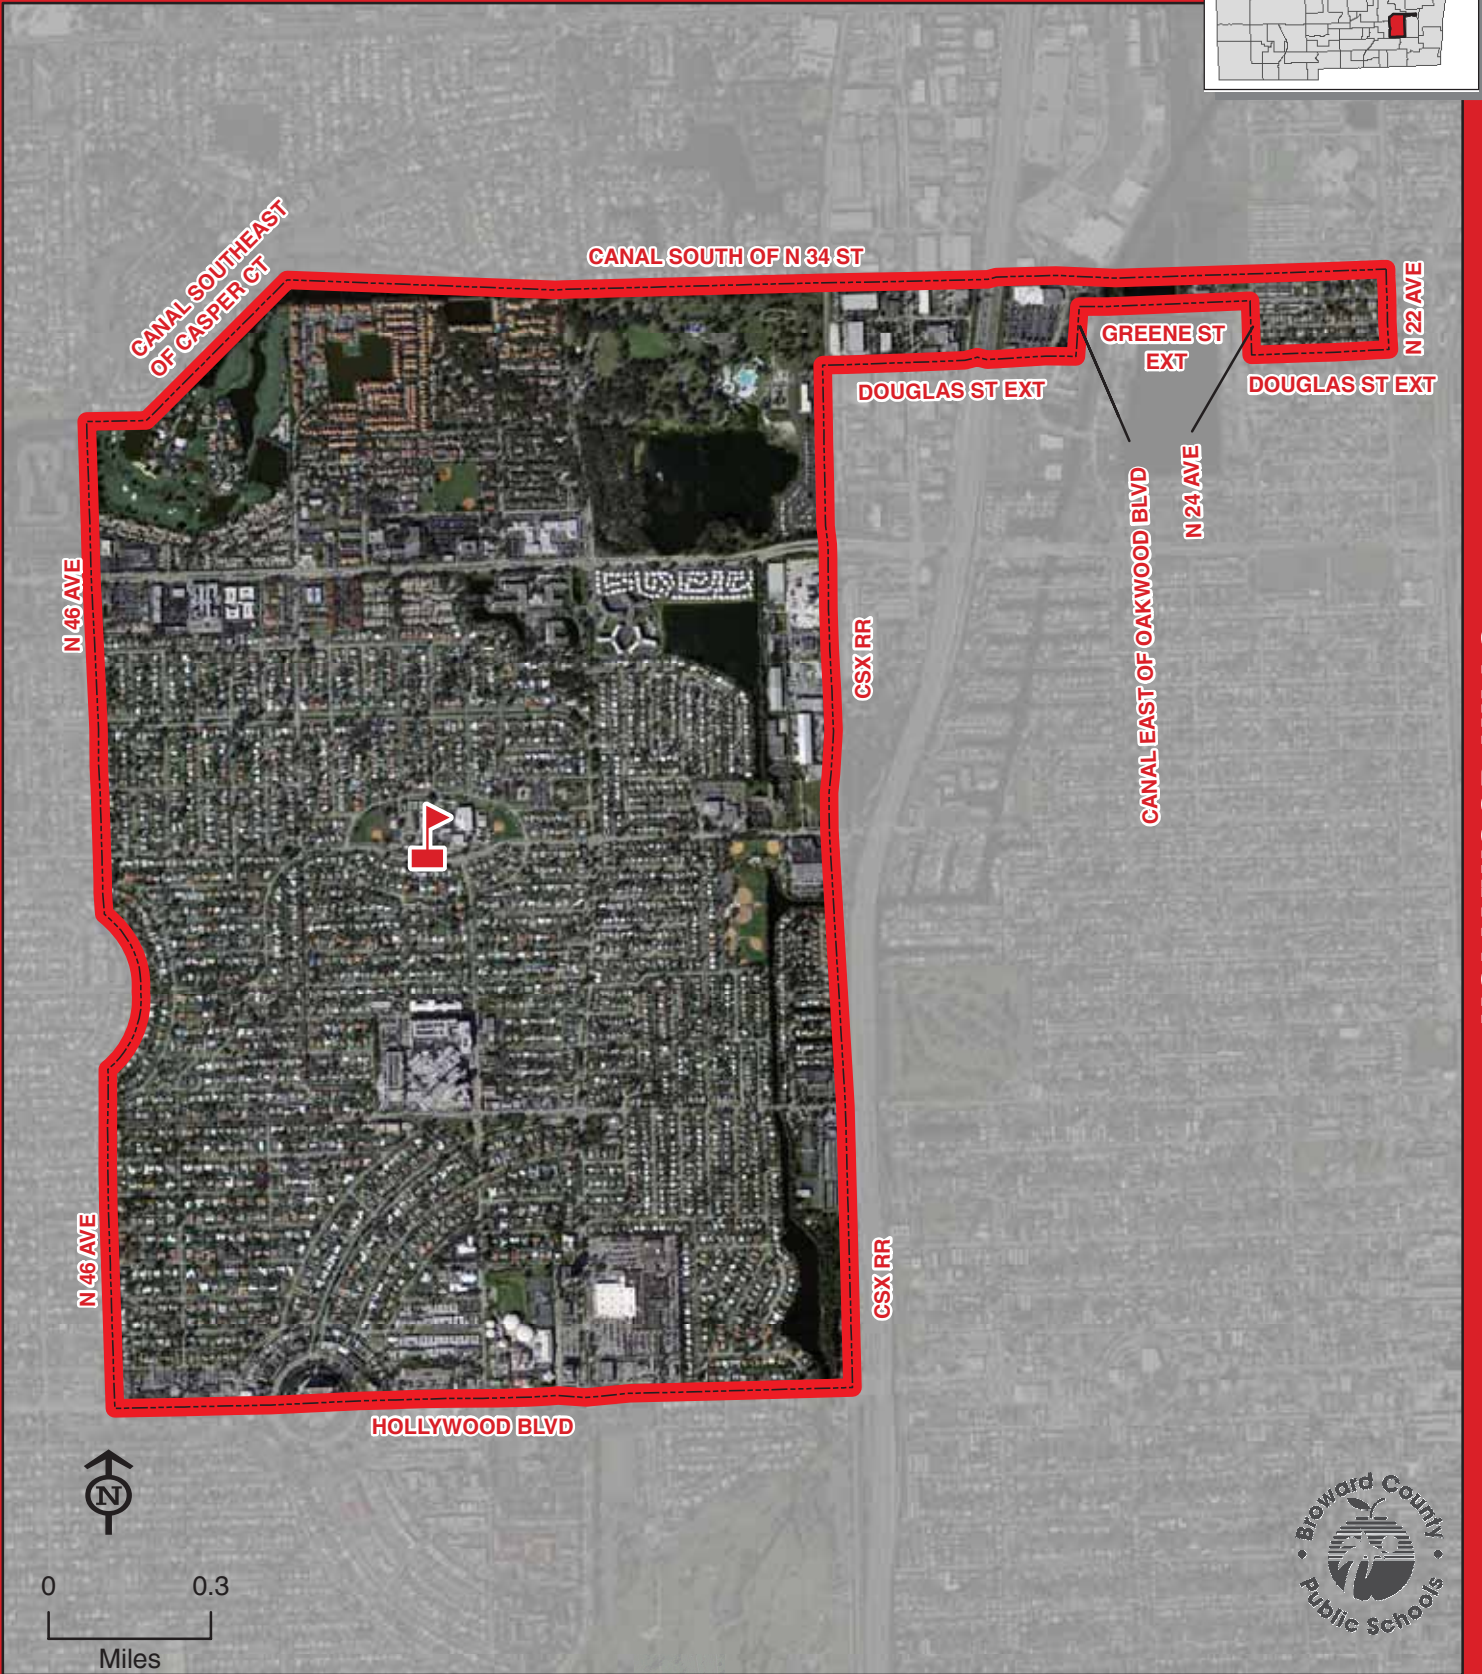 CANAL SOUTHEAST
OF CASPER CT
CANAL SOUTH OF N 34 ST
N 22 AVE
GREENE ST
EXT
DOUGLAS ST EXT
DOUGLAS ST EXT
N 46 AVE
CSX RR
CANAL EAST OF OAKWOOD BLVD
N 24 AVE
N 46 AVE
CSX RR
HOLLYWOOD BLVD
N
0 0.3
Miles
Broward County
Public Schools